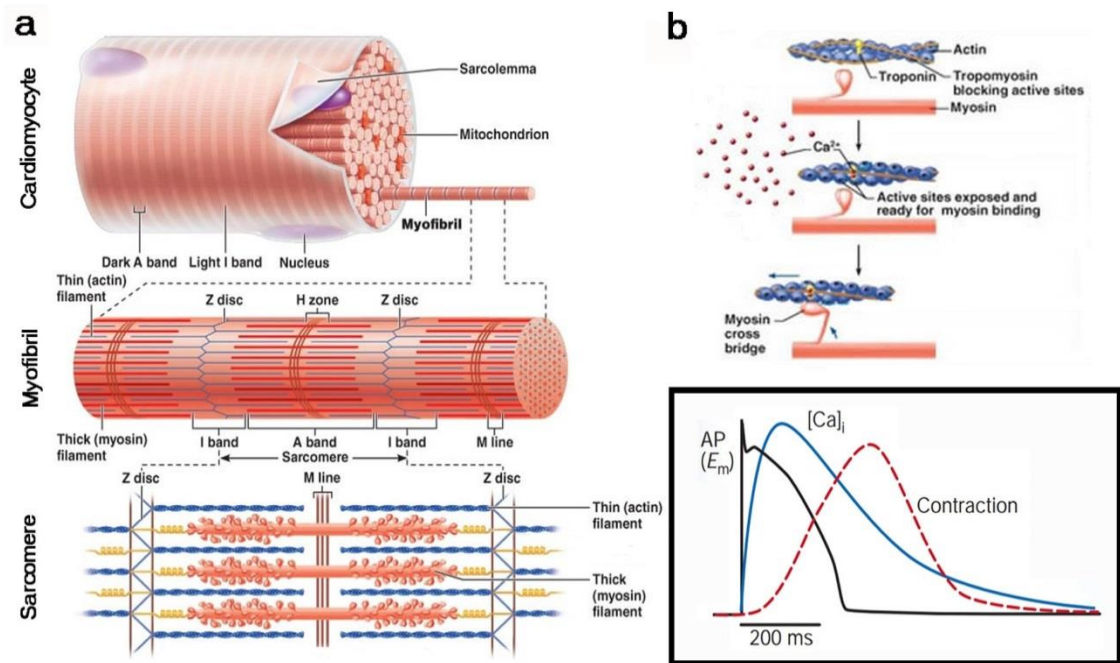 a
Cardiomyocyte
Sarcolemma
Mitochondrion
Myofibril
Dark A band
Light I band
Nucleus
Thin (actin)
filament
Z disc
H zone
Z disc
Myofibril
Thick (myosin)
filament
I band
A band
I band
M line
Sarcomere
Z disc
M line
Z disc
Sarcomere
Thin (actin)
filament
Thick
(myosin)
filament
b
Actin
Troponin
Tropomyosin
blocking active sites
Myosin
Ca2+
Active sites exposed and
ready for myosin binding
Myosin
cross
bridge
AP
(Em)
[Ca]i
Contraction
200 ms